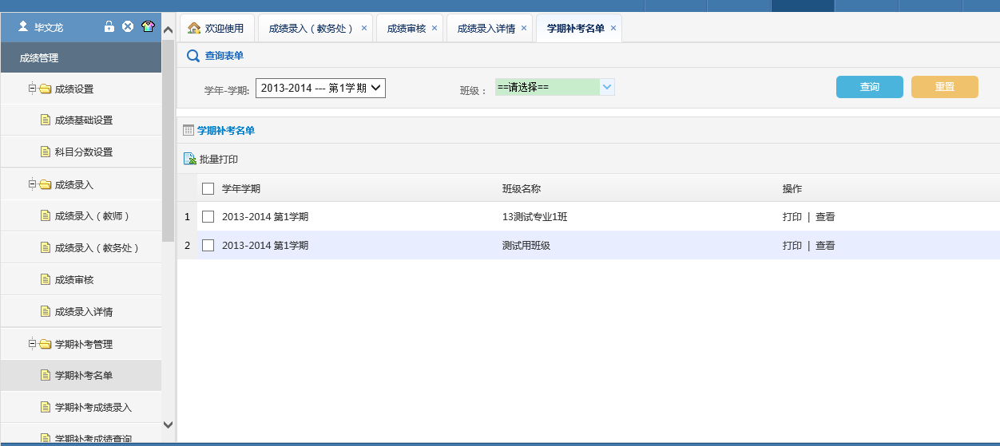 毕文龙
成绩管理
成绩设置
成绩基础设置
科目分数设置
成绩录入
成绩录入（教师）
成绩录入（教务处）
成绩审核
成绩录入详情
学期补考管理
学期补考名单
学期补考成绩录入
学期补考成绩查询
欢迎使用 成绩录入（教务处） × 成绩审核 × 成绩录入详情 × 学期补考名单 ×
查询表单
学年-学期: 2013-2014 --- 第1学期 班级： ==请选择== 查询 重置
学期补考名单
批量打印
学年学期 班级名称 操作
1 2013-2014 第1学期 13测试专业1班 打印 | 查看
2 2013-2014 第1学期 测试用班级 打印 | 查看